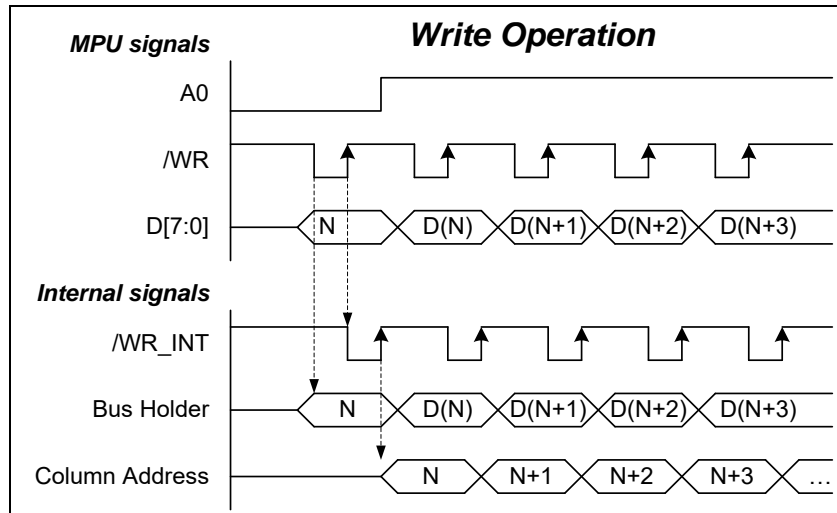 Write Operation
MPU signals
A0
/WR
D[7:0] N D(N) D(N+1) D(N+2) D(N+3)
Internal signals
/WR_INT
Bus Holder N D(N) D(N+1) D(N+2) D(N+3)
Column Address N N+1 N+2 N+3 ...